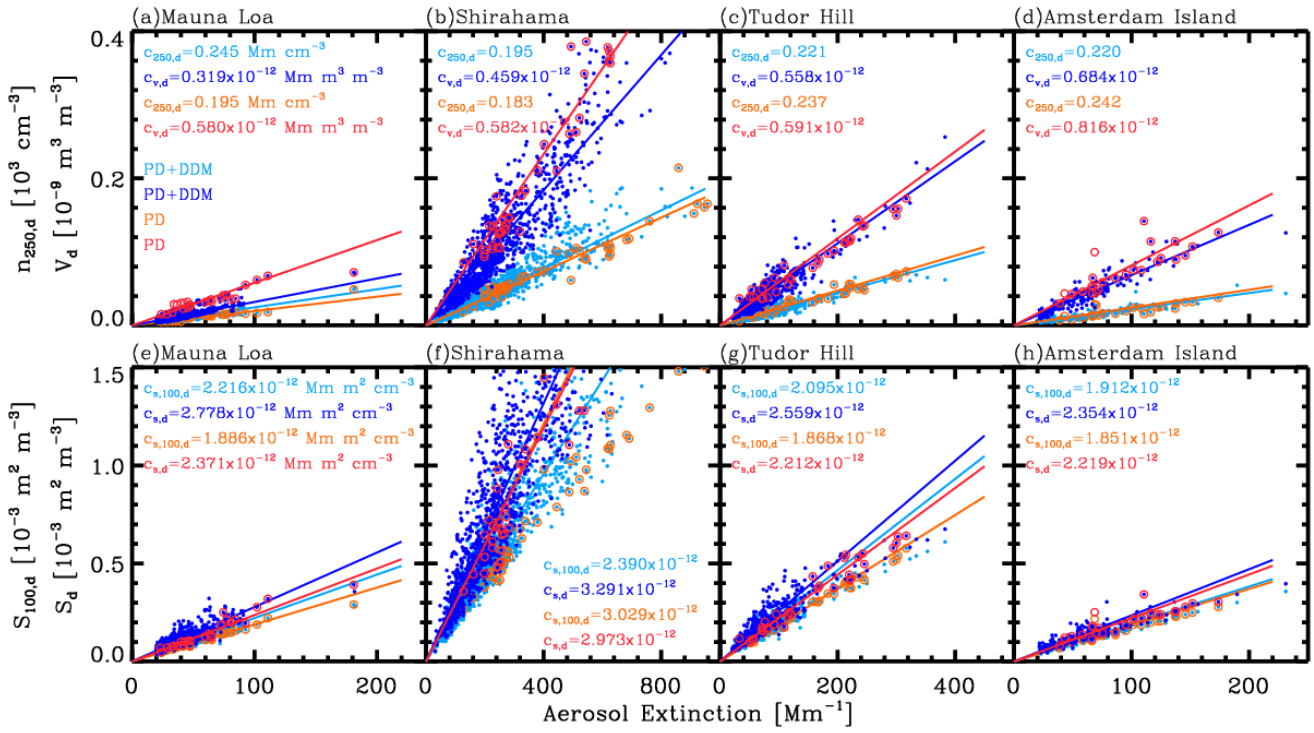 (a)Mauna Loa
(b)Shirahama
(c)Tudor Hill
(d)Amsterdam Island
n250,d [10³ cm⁻³]
Vd [10⁻⁹ m³ m⁻³]
0.4
0.2
0.0
c250,d=0.245 Mm cm⁻³
cv,d=0.319x10⁻¹² Mm m³ m⁻³
c250,d=0.195 Mm cm⁻³
cv,d=0.580x10⁻¹² Mm m³ m⁻³
PD+DDM
PD+DDM
PD
PD
c250,d=0.195
cv,d=0.459x10⁻¹²
c250,d=0.183
cv,d=0.582x10⁻¹²
c250,d=0.221
cv,d=0.558x10⁻¹²
c250,d=0.237
cv,d=0.591x10⁻¹²
c250,d=0.220
cv,d=0.684x10⁻¹²
c250,d=0.242
cv,d=0.816x10⁻¹²
(e)Mauna Loa
(f)Shirahama
(g)Tudor Hill
(h)Amsterdam Island
S100,d [10⁻³ m² m⁻³]
Sd [10⁻³ m² m⁻³]
1.5
1.0
0.5
0.0
cs,100,d=2.216x10⁻¹² Mm m² cm⁻³
cs,d=2.778x10⁻¹² Mm m² cm⁻³
cs,100,d=1.886x10⁻¹² Mm m² cm⁻³
cs,d=2.371x10⁻¹² Mm m² cm⁻³
cs,100,d=2.390x10⁻¹²
cs,d=3.291x10⁻¹²
cs,100,d=3.029x10⁻¹²
cs,d=2.973x10⁻¹²
cs,100,d=2.095x10⁻¹²
cs,d=2.559x10⁻¹²
cs,100,d=1.868x10⁻¹²
cs,d=2.212x10⁻¹²
cs,100,d=1.912x10⁻¹²
cs,d=2.354x10⁻¹²
cs,100,d=1.851x10⁻¹²
cs,d=2.219x10⁻¹²
0 100 200
0 400 800
0 200 400
0 100 200
Aerosol Extinction [Mm⁻¹]